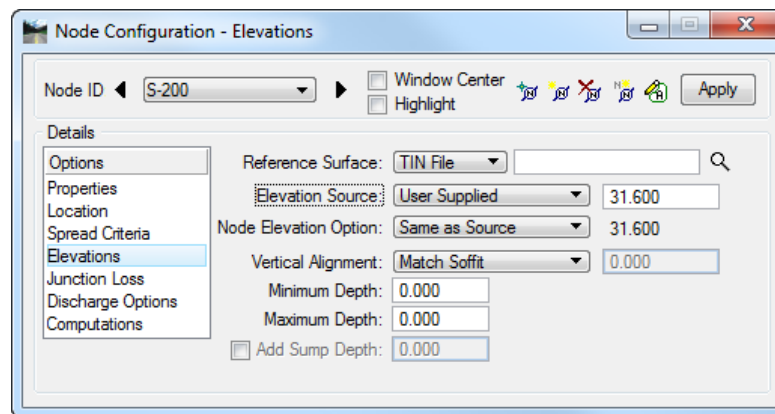 Node Configuration - Elevations
Node ID S-200 Window Center Apply
Highlight
Details
Options
Properties
Location
Spread Criteria
Elevations
Junction Loss
Discharge Options
Computations
Reference Surface: TIN File
Elevation Source: User Supplied 31.600
Node Elevation Option: Same as Source 31.600
Vertical Alignment: Match Soffit 0.000
Minimum Depth: 0.000
Maximum Depth: 0.000
Add Sump Depth: 0.000